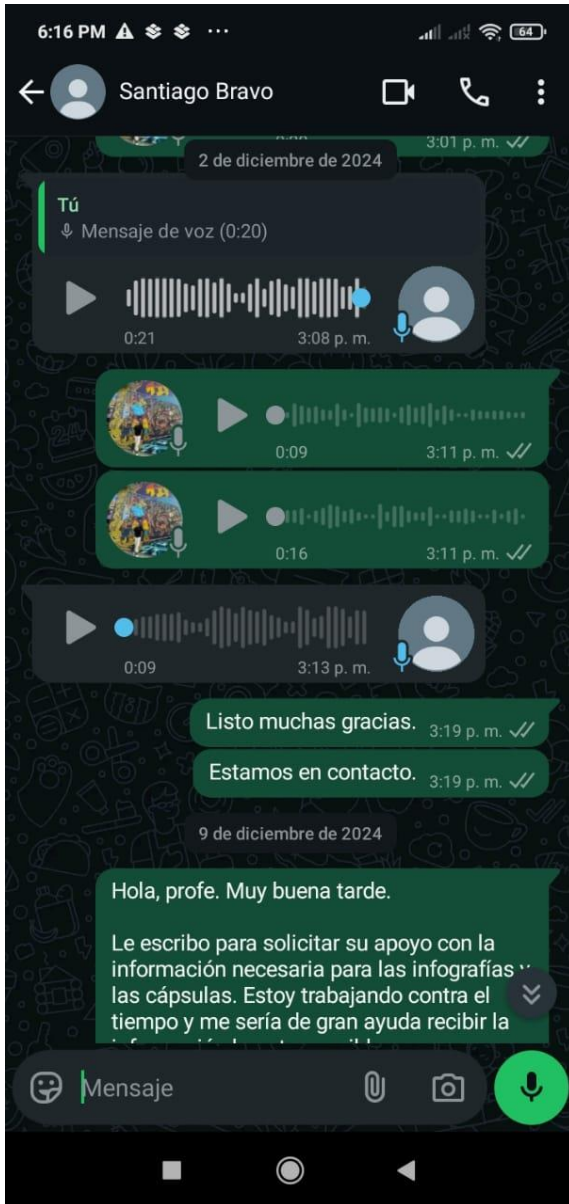 6:16 PM
64
Santiago Bravo
3:01 p. m.
2 de diciembre de 2024
Tú
Mensaje de voz (0:20)
0:21 3:08 p. m.
0:09 3:11 p. m.
0:16 3:11 p. m.
0:09 3:13 p. m.
Listo muchas gracias. 3:19 p. m.
Estamos en contacto. 3:19 p. m.
9 de diciembre de 2024
Hola, profe. Muy buena tarde.
Le escribo para solicitar su apoyo con la
información necesaria para las infografías y
las cápsulas. Estoy trabajando contra el
tiempo y me sería de gran ayuda recibir la
Mensaje